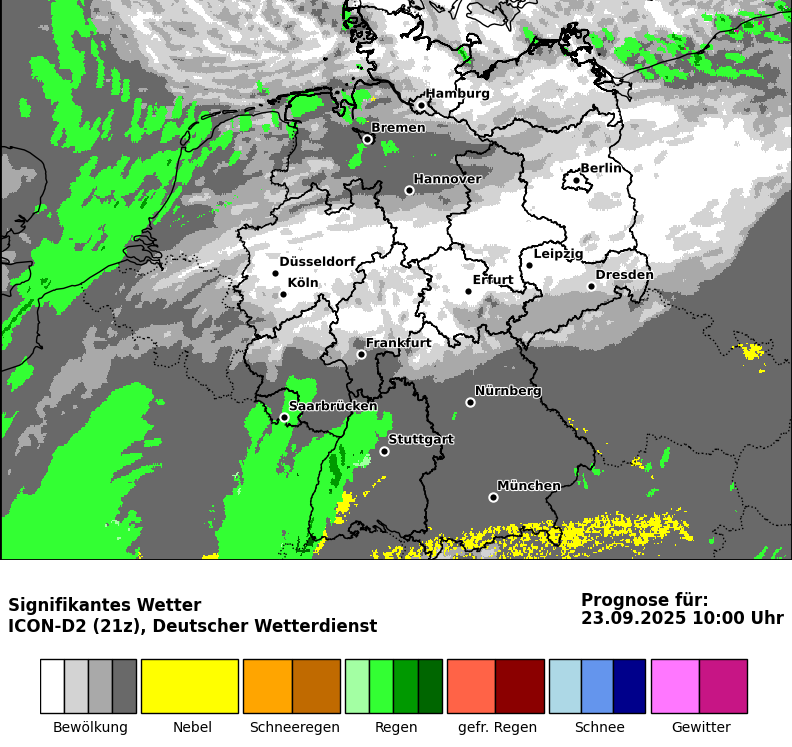 Hamburg
Bremen
Berlin
Hannover
Leipzig
Düsseldorf
Dresden
Erfurt
Köln
Frankfurt
Nürnberg
Saarbrücken
Stuttgart
München
Signifikantes Wetter
ICON-D2 (21z), Deutscher Wetterdienst
Prognose für:
23.09.2025 10:00 Uhr
Bewölkung
Nebel
Schneeregen
Regen
gefr. Regen
Schnee
Gewitter